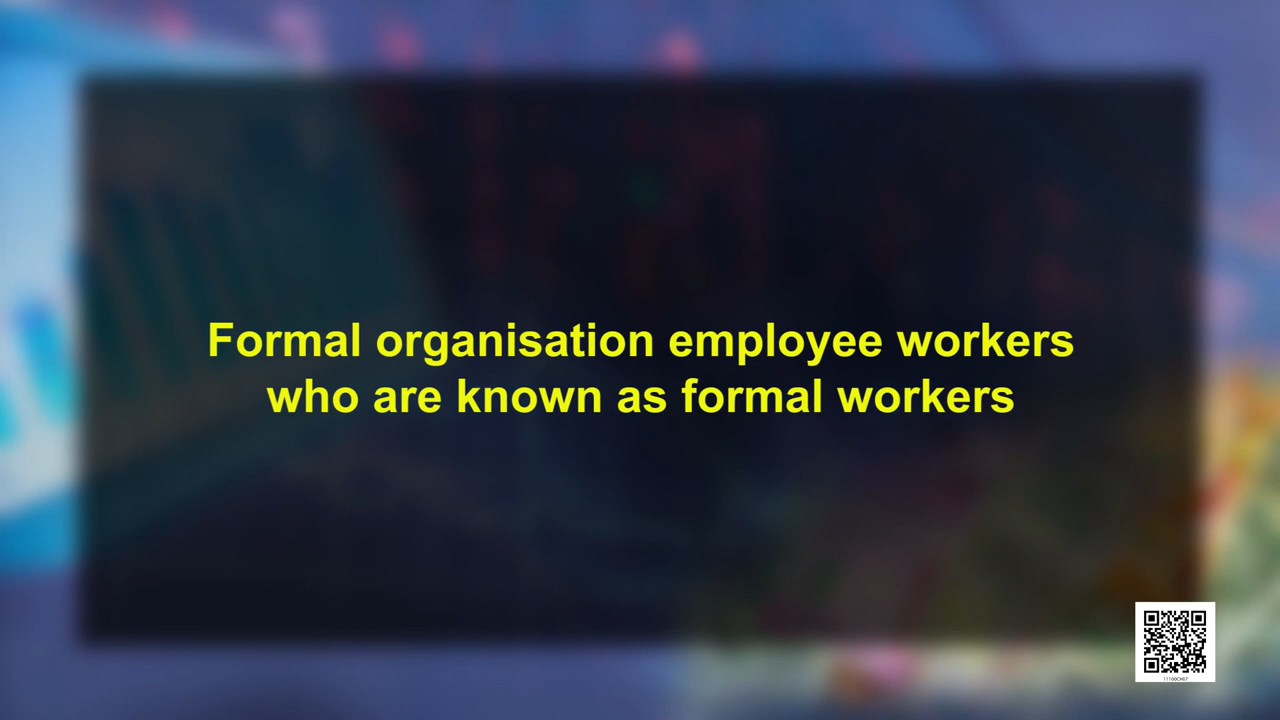 Formal organisation employee workers
who are known as formal workers